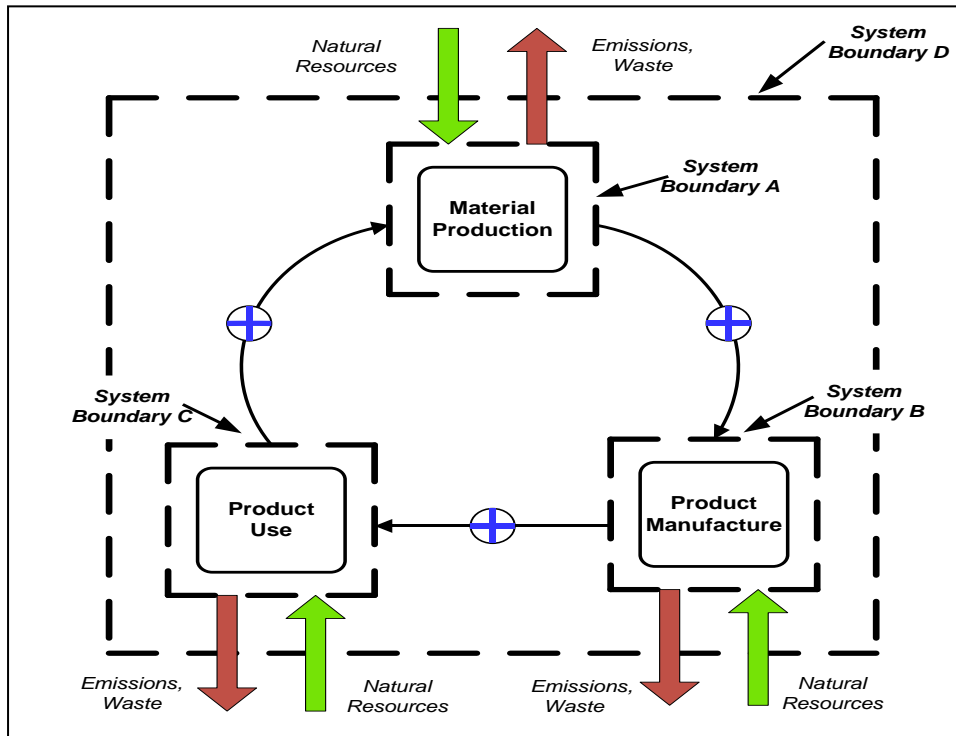 Natural
Resources
Emissions,
Waste
System
Boundary D
System
Boundary A
Material
Production
System
Boundary C
System
Boundary B
Product
Use
Product
Manufacture
Emissions,
Waste
Natural
Resources
Emissions,
Waste
Natural
Resources